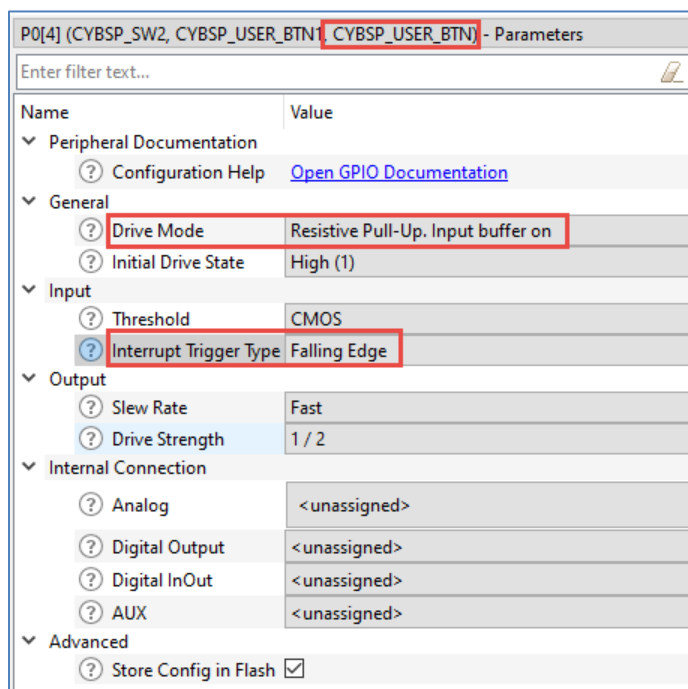 P0[4] (CYBSP_SW2, CYBSP_USER_BTN1, CYBSP_USER_BTN) - Parameters
Enter filter text...
Name Value
Peripheral Documentation
? Configuration Help Open GPIO Documentation
General
? Drive Mode Resistive Pull-Up. Input buffer on
? Initial Drive State High (1)
Input
? Threshold CMOS
? Interrupt Trigger Type Falling Edge
Output
? Slew Rate Fast
? Drive Strength 1 / 2
Internal Connection
? Analog <unassigned>
? Digital Output <unassigned>
? Digital InOut <unassigned>
? AUX <unassigned>
Advanced
? Store Config in Flash